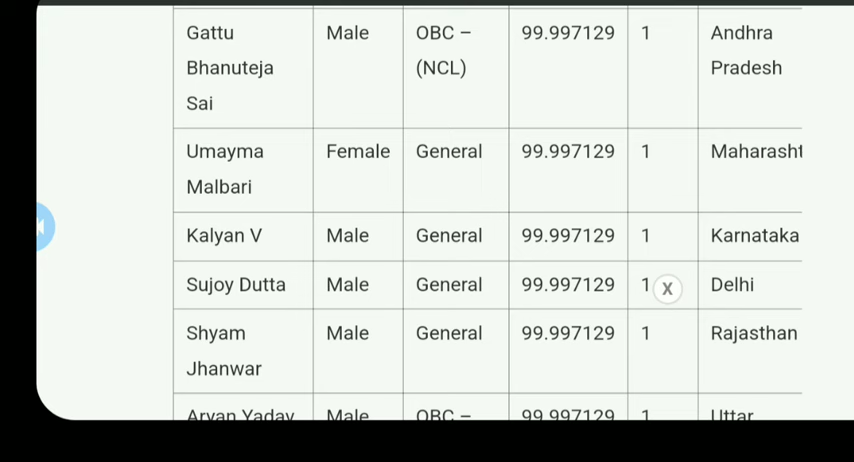 Gattu Male OBC – 99.997129 1 Andhra
Bhanuteja (NCL) Pradesh
Sai
Umayma Female General 99.997129 1 Maharasht
Malbari
Kalyan V Male General 99.997129 1 Karnataka
Sujoy Dutta Male General 99.997129 1 X Delhi
Shyam Male General 99.997129 1 Rajasthan
Jhanwar
Aryan Yadav Male OBC – 99.997129 1 Uttar